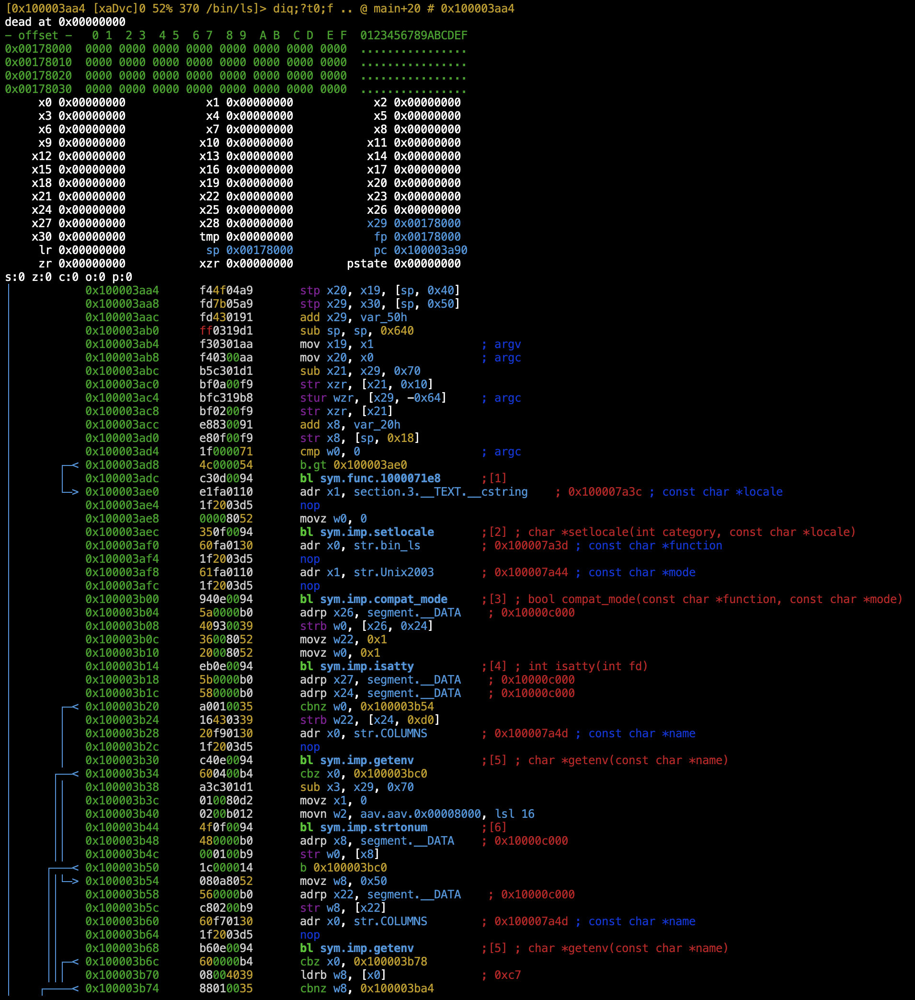 [0x100003aa4 [xaDvc]0 52% 370 /bin/ls]> diq;?t0;f .. @ main+20 # 0x100003aa4
dead at 0x00000000
- offset -   0 1  2 3  4 5  6 7  8 9  A B  C D  E F  0123456789ABCDEF
0x00178000  0000 0000 0000 0000 0000 0000 0000 0000  ................
0x00178010  0000 0000 0000 0000 0000 0000 0000 0000  ................
0x00178020  0000 0000 0000 0000 0000 0000 0000 0000  ................
0x00178030  0000 0000 0000 0000 0000 0000 0000 0000  ................
x0 0x00000000 x1 0x00000000 x2 0x00000000
x3 0x00000000 x4 0x00000000 x5 0x00000000
x6 0x00000000 x7 0x00000000 x8 0x00000000
x9 0x00000000 x10 0x00000000 x11 0x00000000
x12 0x00000000 x13 0x00000000 x14 0x00000000
x15 0x00000000 x16 0x00000000 x17 0x00000000
x18 0x00000000 x19 0x00000000 x20 0x00000000
x21 0x00000000 x22 0x00000000 x23 0x00000000
x24 0x00000000 x25 0x00000000 x26 0x00000000
x27 0x00000000 x28 0x00000000 x29 0x00178000
x30 0x00000000 tmp 0x00000000 fp 0x00178000
lr 0x00000000 sp 0x00178000 pc 0x100003a90
zr 0x00000000 xzr 0x00000000 pstate 0x00000000
s:0 z:0 c:0 o:0 p:0
0x100003aa4 f44f04a9 stp x20, x19, [sp, 0x40]
0x100003aa8 fd7b05a9 stp x29, x30, [sp, 0x50]
0x100003aac fd430191 add x29, var_50h
0x100003ab0 ff0319d1 sub sp, sp, 0x640
0x100003ab4 f30301aa mov x19, x1 ; argv
0x100003ab8 f40300aa mov x20, x0 ; argc
0x100003abc b5c301d1 sub x21, x29, 0x70
0x100003ac0 bf0a00f9 str xzr, [x21, 0x10]
0x100003ac4 bfc319b8 stur wzr, [x29, -0x64] ; argc
0x100003ac8 bf0200f9 str xzr, [x21]
0x100003acc e8830091 add x8, var_20h
0x100003ad0 e80f00f9 str x8, [sp, 0x18]
0x100003ad4 1f000071 cmp w0, 0 ; argc
0x100003ad8 4c000054 b.gt 0x100003ae0
0x100003adc c30d0094 bl sym.func.1000071e8 ;[1]
0x100003ae0 e1fa0110 adr x1, section.3.__TEXT.__cstring ; 0x100007a3c ; const char *locale
0x100003ae4 1f2003d5 nop
0x100003ae8 00008052 movz w0, 0
0x100003aec 350f0094 bl sym.imp.setlocale ;[2] ; char *setlocale(int category, const char *locale)
0x100003af0 60fa0130 adr x0, str.bin_ls ; 0x100007a3d ; const char *function
0x100003af4 1f2003d5 nop
0x100003af8 61fa0110 adr x1, str.Unix2003 ; 0x100007a44 ; const char *mode
0x100003afc 1f2003d5 nop
0x100003b00 940e0094 bl sym.imp.compat_mode ;[3] ; bool compat_mode(const char *function, const char *mode)
0x100003b04 5a0000b0 adrp x26, segment.__DATA ; 0x10000c000
0x100003b08 40930039 strb w0, [x26, 0x24]
0x100003b0c 36008052 movz w22, 0x1
0x100003b10 20008052 movz w0, 0x1
0x100003b14 eb0e0094 bl sym.imp.isatty ;[4] ; int isatty(int fd)
0x100003b18 5b0000b0 adrp x27, segment.__DATA ; 0x10000c000
0x100003b1c 580000b0 adrp x24, segment.__DATA ; 0x10000c000
0x100003b20 a0010035 cbnz w0, 0x100003b54
0x100003b24 16430339 strb w22, [x24, 0xd0]
0x100003b28 20f90130 adr x0, str.COLUMNS ; 0x100007a4d ; const char *name
0x100003b2c 1f2003d5 nop
0x100003b30 c40e0094 bl sym.imp.getenv ;[5] ; char *getenv(const char *name)
0x100003b34 600400b4 cbz x0, 0x100003bc0
0x100003b38 a3c301d1 sub x3, x29, 0x70
0x100003b3c 010080d2 movz x1, 0
0x100003b40 0200b012 movn w2, aav.aav.0x00008000, lsl 16
0x100003b44 4f0f0094 bl sym.imp.strtonum ;[6]
0x100003b48 480000b0 adrp x8, segment.__DATA ; 0x10000c000
0x100003b4c 000100b9 str w0, [x8]
0x100003b50 1c000014 b 0x100003bc0
0x100003b54 080a8052 movz w8, 0x50
0x100003b58 560000b0 adrp x22, segment.__DATA ; 0x10000c000
0x100003b5c c80200b9 str w8, [x22]
0x100003b60 60f70130 adr x0, str.COLUMNS ; 0x100007a4d ; const char *name
0x100003b64 1f2003d5 nop
0x100003b68 b60e0094 bl sym.imp.getenv ;[5] ; char *getenv(const char *name)
0x100003b6c 600000b4 cbz x0, 0x100003b78
0x100003b70 08004039 ldrb w8, [x0] ; 0xc7
0x100003b74 88010035 cbnz w8, 0x100003ba4